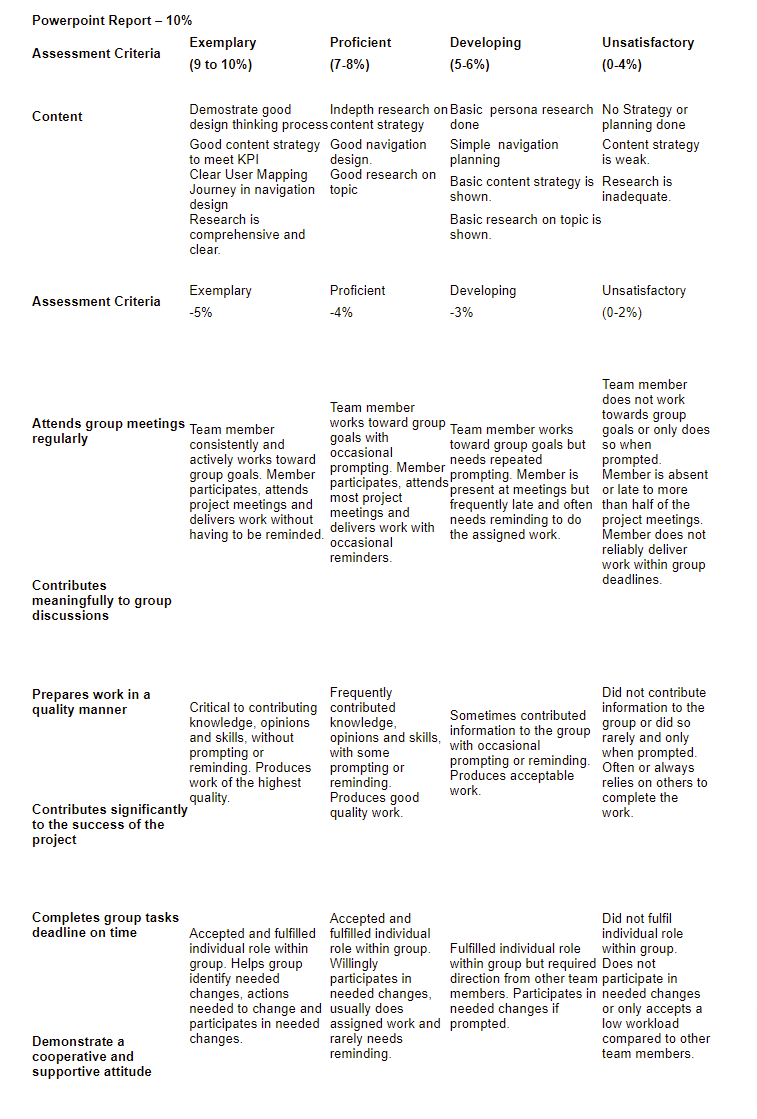 Powerpoint Report – 10%
Assessment Criteria
Exemplary
(9 to 10%)
Proficient
(7-8%)
Developing
(5-6%)
Unsatisfactory
(0-4%)
Content
Demostrate good
design thinking process
Good content strategy
to meet KPI
Clear User Mapping
Journey in navigation
design
Research is
comprehensive and
clear.
Indepth research on
content strategy
Good navigation
design.
Good research on
topic
Basic persona research
done
Simple navigation
planning
Basic content strategy is
shown.
Basic research on topic is
shown.
No Strategy or
planning done
Content strategy
is weak.
Research is
inadequate.
Assessment Criteria
Exemplary
-5%
Proficient
-4%
Developing
-3%
Unsatisfactory
(0-2%)
Attends group meetings
regularly
Contributes
meaningfully to group
discussions
Team member
consistently and
actively works toward
group goals. Member
participates, attends
project meetings and
delivers work without
having to be reminded.
Team member
works toward group
goals with
occasional
prompting. Member
participates, attends
most project
meetings and
delivers work with
occasional
reminders.
Team member works
toward group goals but
needs repeated
prompting. Member is
present at meetings but
frequently late and often
needs reminding to do
the assigned work.
Team member
does not work
towards group
goals or only does
so when
prompted.
Member is absent
or late to more
than half of the
project meetings.
Member does not
reliably deliver
work within group
deadlines.
Prepares work in a
quality manner
Contributes significantly
to the success of the
project
Critical to contributing
knowledge, opinions
and skills, without
prompting or
reminding. Produces
work of the highest
quality.
Frequently
contributed
knowledge,
opinions and skills,
with some
prompting or
reminding.
Produces good
quality work.
Sometimes contributed
information to the group
with occasional
prompting or reminding.
Produces acceptable
work.
Did not contribute
information to the
group or did so
rarely and only
when prompted.
Often or always
relies on others to
complete the
work.
Completes group tasks
deadline on time
Demonstrate a
cooperative and
supportive attitude
Accepted and fulfilled
individual role within
group. Helps group
identify needed
changes, actions
needed to change and
participates in needed
changes.
Accepted and
fulfilled individual
role within group.
Willingly
participates in
needed changes,
usually does
assigned work and
rarely needs
reminding.
Fulfilled individual role
within group but required
direction from other team
members. Participates in
needed changes if
prompted.
Did not fulfil
individual role
within group.
Does not
participate in
needed changes
or only accepts a
low workload
compared to other
team members.